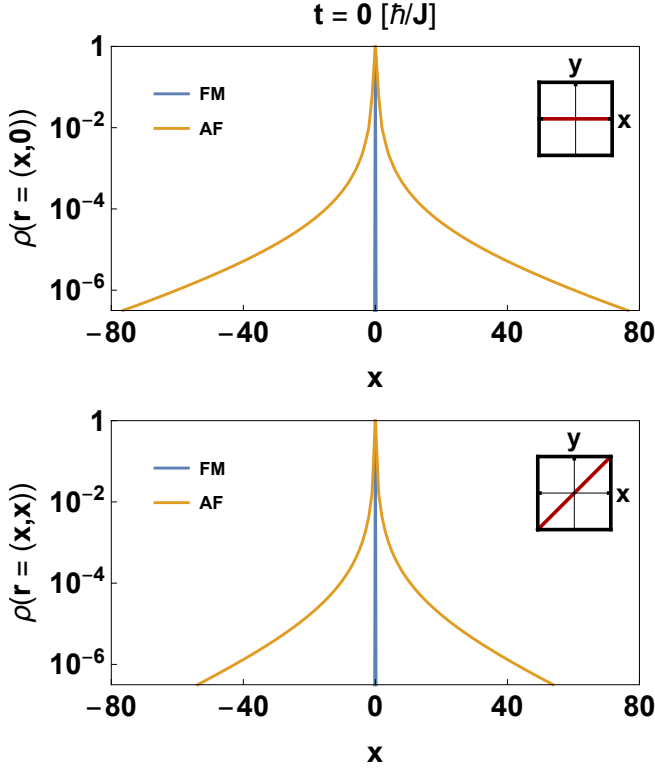 t = 0 [ħ/J]
ρ(r = (x,0))
1
10⁻²
10⁻⁴
10⁻⁶
FM
AF
y
x
−80 −40 0 40 80
x
ρ(r = (x,x))
1
10⁻²
10⁻⁴
10⁻⁶
FM
AF
y
x
−80 −40 0 40 80
x